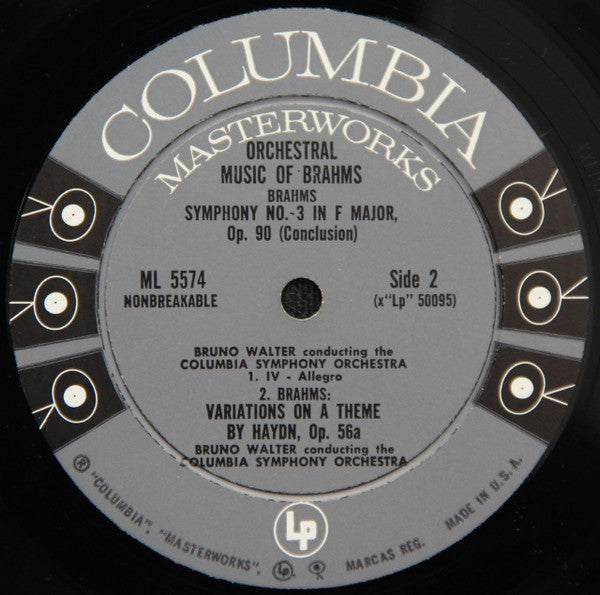 COLUMBIA
MASTERWORKS
ORCHESTRAL
MUSIC OF BRAHMS
BRAHMS
SYMPHONY NO. 3 IN F MAJOR,
Op. 90 (Conclusion)
ML 5574
NONBREAKABLE
Side 2
(x"Lp" 50095)
BRUNO WALTER conducting the
COLUMBIA SYMPHONY ORCHESTRA
1. IV - Allegro
2. BRAHMS:
VARIATIONS ON A THEME
BY HAYDN, Op. 56a
BRUNO WALTER conducting the
COLUMBIA SYMPHONY ORCHESTRA
Lp
® "COLUMBIA", "MASTERWORKS", Lp, MARCAS REG. MADE IN U. S. A.